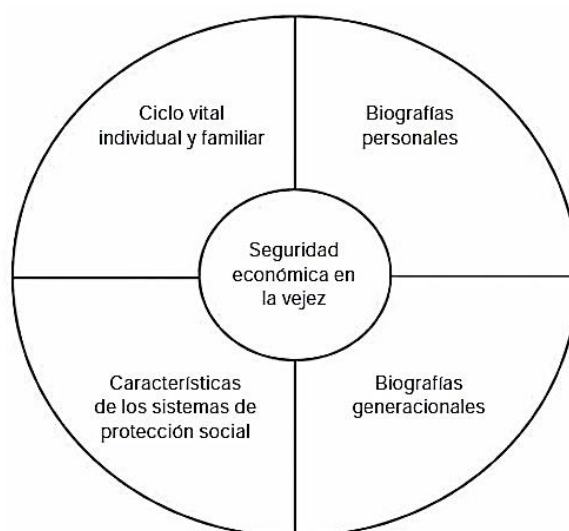 Ciclo vital
individual y familiar
Biografías
personales
Seguridad
económica en
la vejez
Características
de los sistemas de
protección social
Biografías
generacionales